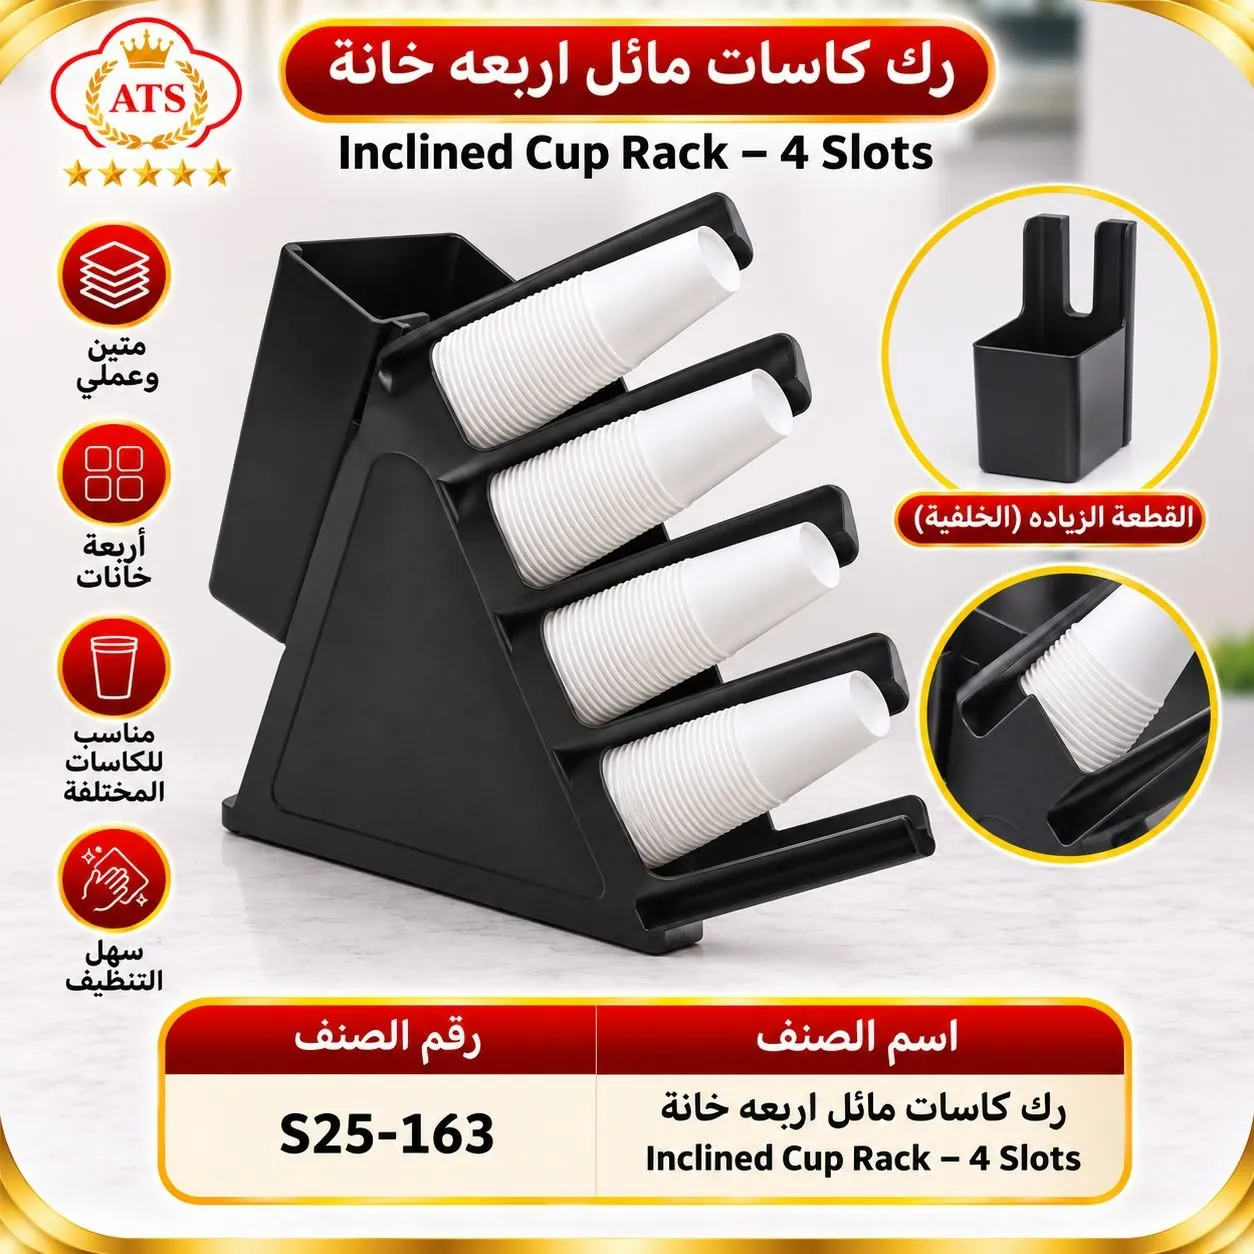 ATS
رك كاسات مائل اربعه خانة
Inclined Cup Rack – 4 Slots
متين
وعملي
أربعة
خانات
مناسب
للكاسات
المختلفة
سهل
التنظيف
القطعة الزياده (الخلفية)
اسم الصنف
رقم الصنف
رك كاسات مائل اربعه خانة
Inclined Cup Rack – 4 Slots
S25-163